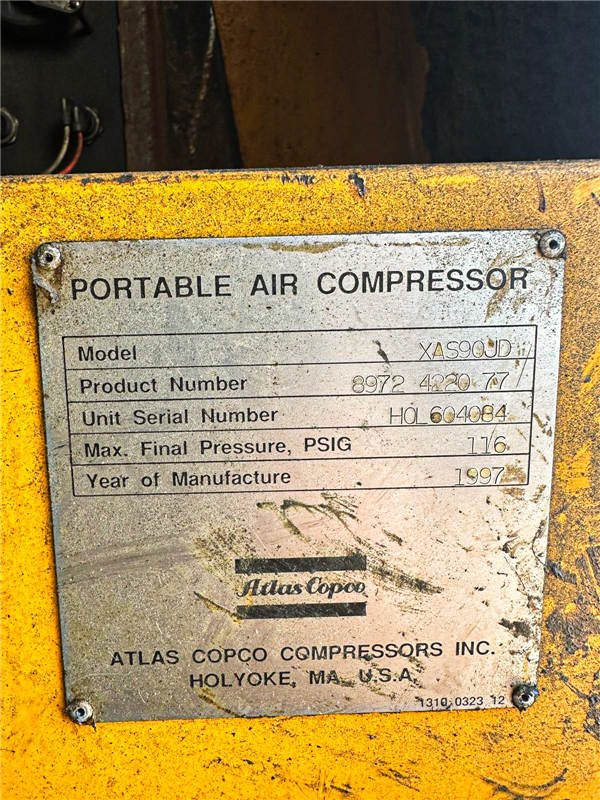 PORTABLE AIR COMPRESSOR
Model XAS90JD
Product Number 8972 4220 77
Unit Serial Number HOL604084
Max. Final Pressure, PSIG 116
Year of Manufacture 1997
Atlas Copco
ATLAS COPCO COMPRESSORS INC.
HOLYOKE, MA U.S.A.
1310 0323 12